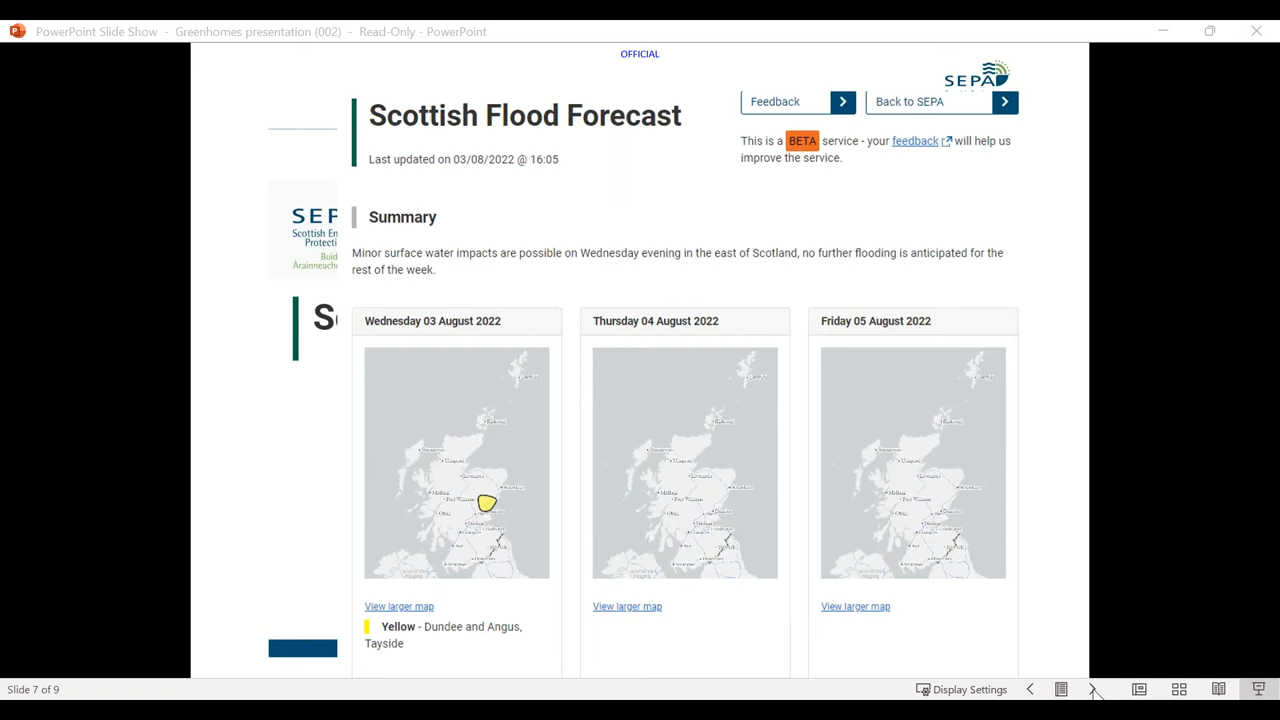 PowerPoint Slide Show - Greenhomes presentation (002) - Read-Only - PowerPoint
OFFICIAL
SEPA
Feedback
Back to SEPA
Scottish Flood Forecast
This is a BETA service - your feedback will help us
improve the service.
Last updated on 03/08/2022 @ 16:05
SEP
Scottish En
Protecti
Buid
Àrainneach
Summary
Minor surface water impacts are possible on Wednesday evening in the east of Scotland, no further flooding is anticipated for the
rest of the week.
Wednesday 03 August 2022
Thursday 04 August 2022
Friday 05 August 2022
View larger map
View larger map
View larger map
Yellow - Dundee and Angus,
Tayside
Slide 7 of 9
Display Settings